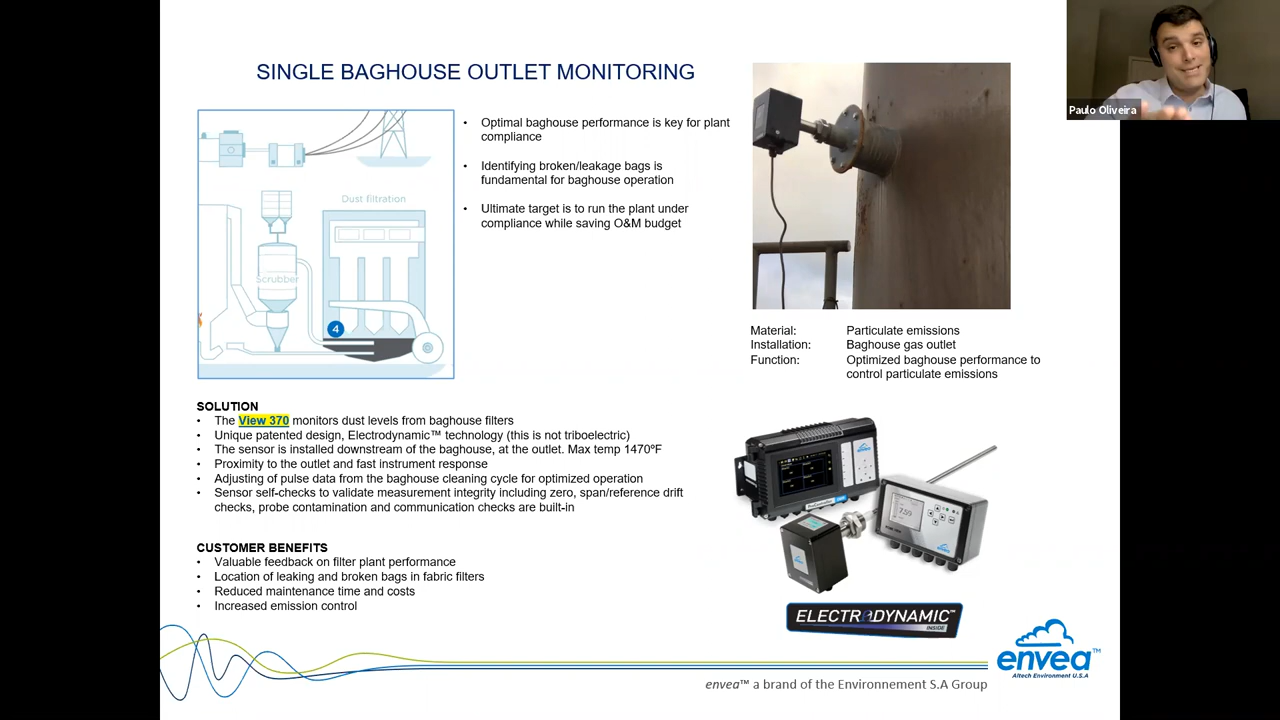 Paulo Oliveira
SINGLE BAGHOUSE OUTLET MONITORING
Dust filtration
Scrubber
4
• Optimal baghouse performance is key for plant
compliance
• Identifying broken/leakage bags is
fundamental for baghouse operation
• Ultimate target is to run the plant under
compliance while saving O&M budget
Material: Particulate emissions
Installation: Baghouse gas outlet
Function: Optimized baghouse performance to
control particulate emissions
SOLUTION
• The View 370 monitors dust levels from baghouse filters
• Unique patented design, Electrodynamic™ technology (this is not triboelectric)
• The sensor is installed downstream of the baghouse, at the outlet. Max temp 1470ºF
• Proximity to the outlet and fast instrument response
• Adjusting of pulse data from the baghouse cleaning cycle for optimized operation
• Sensor self-checks to validate measurement integrity including zero, span/reference drift
checks, probe contamination and communication checks are built-in
CUSTOMER BENEFITS
• Valuable feedback on filter plant performance
• Location of leaking and broken bags in fabric filters
• Reduced maintenance time and costs
• Increased emission control
envea
7.59
ELECTRODYNAMIC™
INSIDE
envea™
Altech Environment U.S.A
envea™ a brand of the Environnement S.A Group